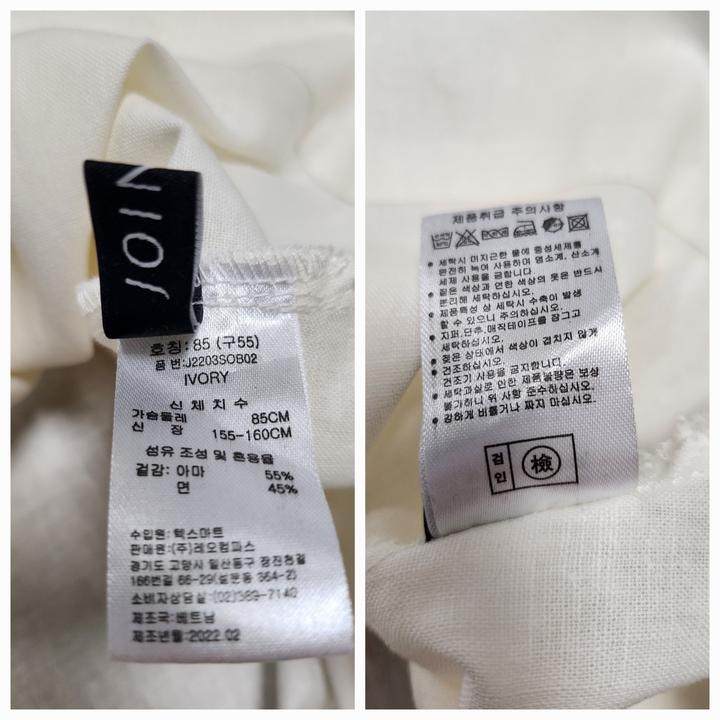 JOIN
호칭: 85 (구55)
품 번:J2203SOB02
IVORY
신 체 치 수
가슴둘레 85CM
신 장 155-160CM
섬유 조성 및 혼용율
겉감: 아마 55%
면 45%
수입원: 텍스마트
판매원:(주)레오컴퍼스
경기도 고양시 일산동구 장진천길
166번길 66-29(설문동 364-2)
소비자상담실:(02)389-7140
제조국:베트남
제조년월:2022.02
제품취급 주의사항
• 세탁시 미지근한 물에 중성세제를
완전히 녹여 사용하며 염소계, 산소계
세제 사용을 금합니다.
• 짙은 색상과 연한 색상의 옷은 반드시
분리해 세탁하십시오.
• 제품특성 상 세탁시 수축이 발생
할 수 있으니 주의하십시오.
• 지퍼,단추,매직테이프를 잠그고
세탁하십시오.
• 젖은 상태에서 색상이 겹치지 않게
건조하십시오.
• 건조기 사용을 금지합니다.
• 세탁과실로 인한 제품불량은 보상
불가하니 위 사항 준수하십시오.
• 강하게 비틀거나 짜지 마십시오.
검인 檢